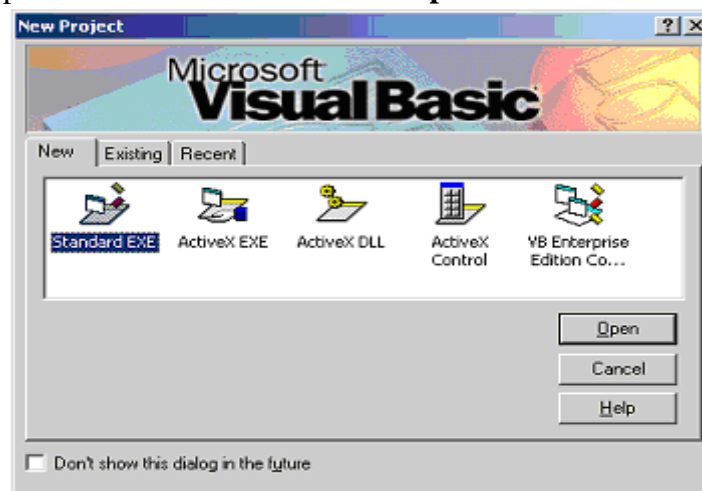 New Project
Microsoft
Visual Basic
New Existing Recent
Standard EXE ActiveX EXE ActiveX DLL ActiveX Control VB Enterprise Edition Co...
Open
Cancel
Help
Don't show this dialog in the future